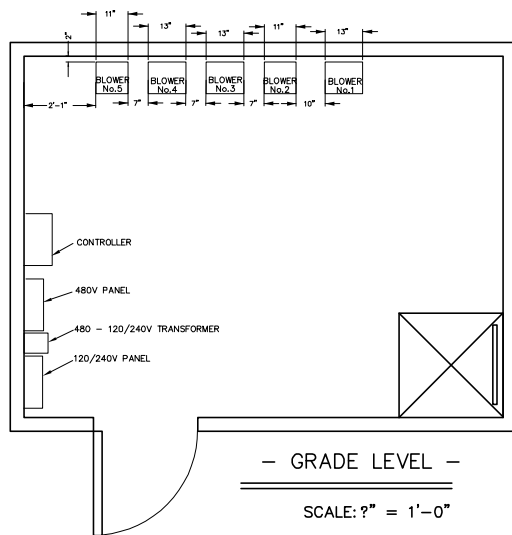 11" 13" 13" 11" 13"
2"
BLOWER No.5
BLOWER No.4
BLOWER No.3
BLOWER No.2
BLOWER No.1
2'-1" 7" 7" 7" 10"
CONTROLLER
480V PANEL
480 - 120/240V TRANSFORMER
120/240V PANEL
- GRADE LEVEL -
SCALE: ?" = 1'-0"